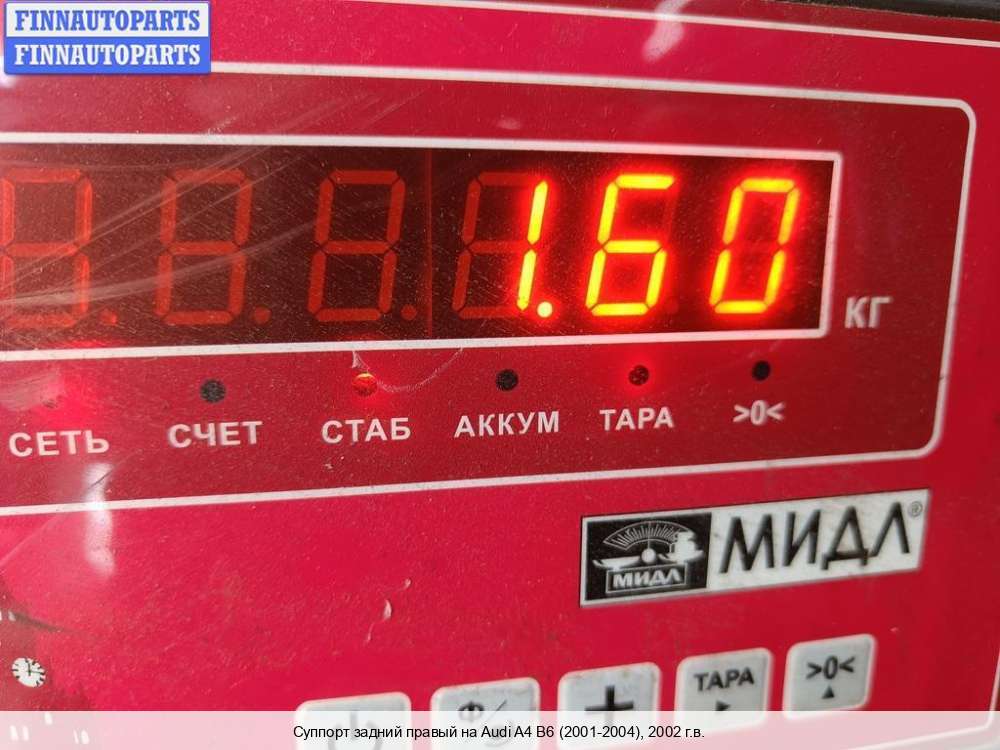 FINNAUTOPARTS
FINNAUTOPARTS
1.60
КГ
СЕТЬ СЧЕТ СТАБ АККУМ ТАРА >0<
МИДЛ МИДЛ®
ТАРА >0<
Суппорт задний правый на Audi A4 B6 (2001-2004), 2002 г.в.